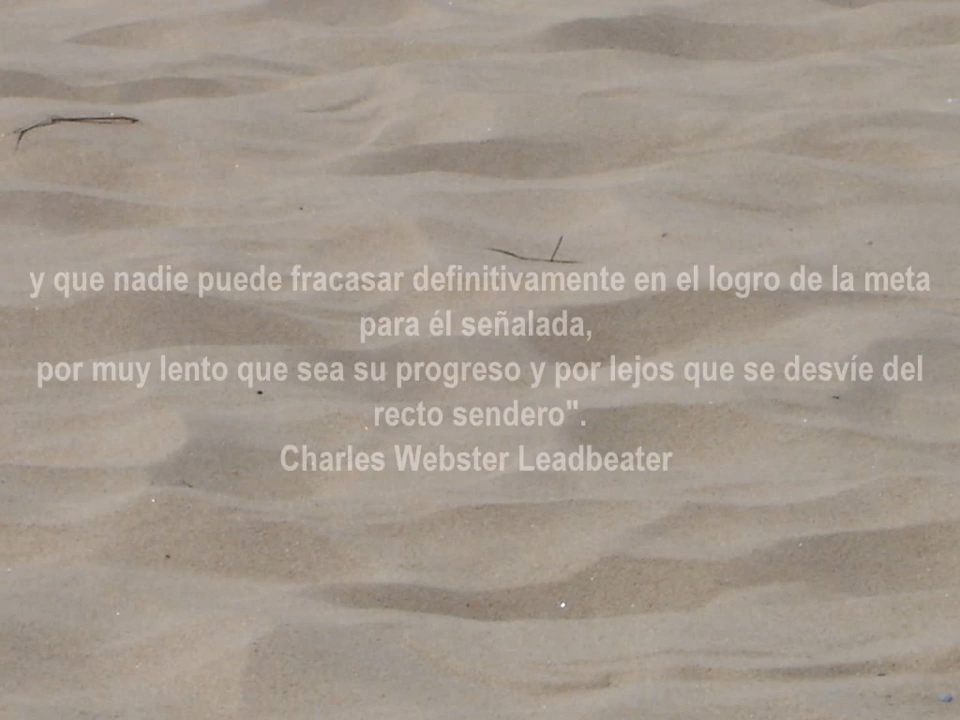 y que nadie puede fracasar definitivamente en el logro de la meta
para él señalada,
por muy lento que sea su progreso y por lejos que se desvíe del
recto sendero".
Charles Webster Leadbeater